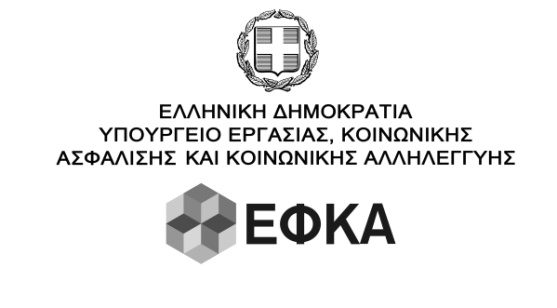 ΕΛΛΗΝΙΚΗ ΔΗΜΟΚΡΑΤΙΑ
ΥΠΟΥΡΓΕΙΟ ΕΡΓΑΣΙΑΣ, ΚΟΙΝΩΝΙΚΗΣ
ΑΣΦΑΛΙΣΗΣ ΚΑΙ ΚΟΙΝΩΝΙΚΗΣ ΑΛΛΗΛΕΓΓΥΗΣ
ΕΦΚΑ